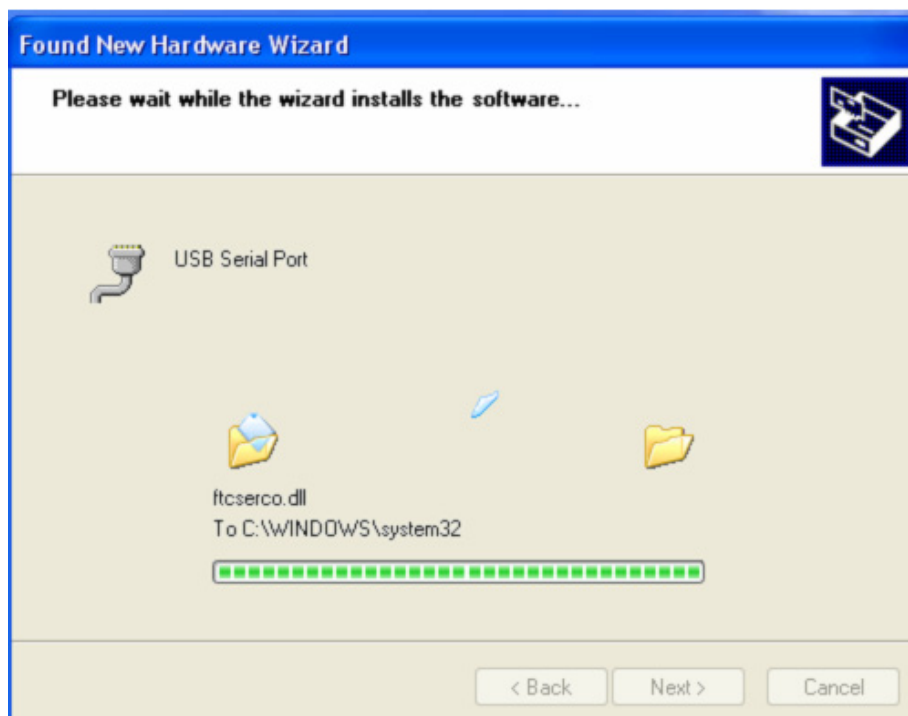 Found New Hardware Wizard
Please wait while the wizard installs the software...
USB Serial Port
ftcserco.dll
To C:\WINDOWS\system32
< Back
Next >
Cancel